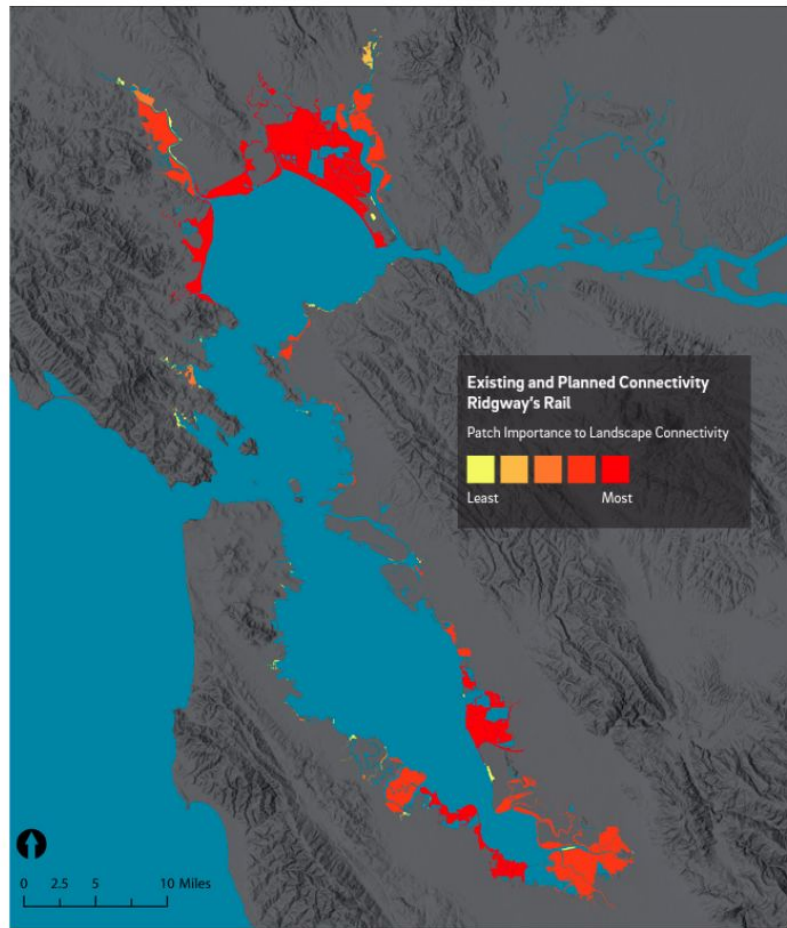 Existing and Planned Connectivity
Ridgway's Rail
Patch Importance to Landscape Connectivity
Least Most
0 2.5 5 10 Miles